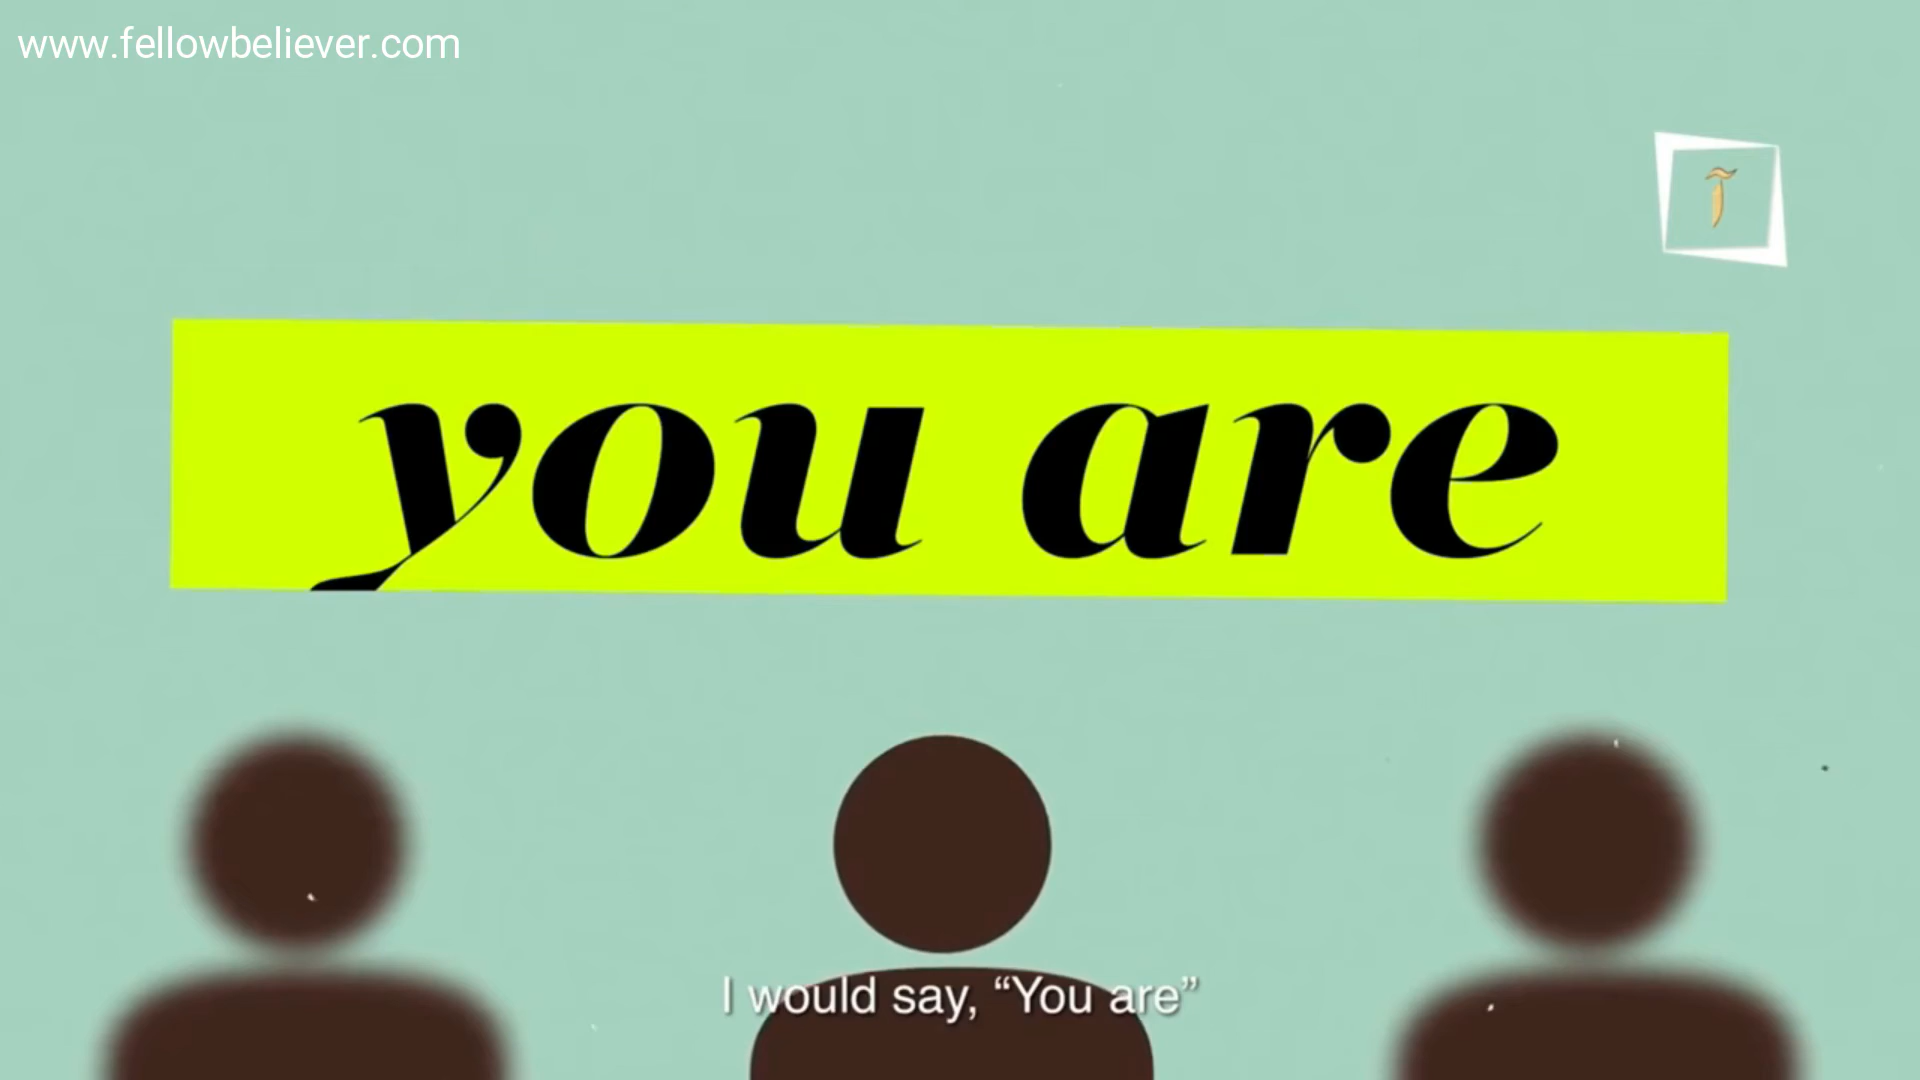 www.fellowbeliever.com
you are
I would say, “You are”